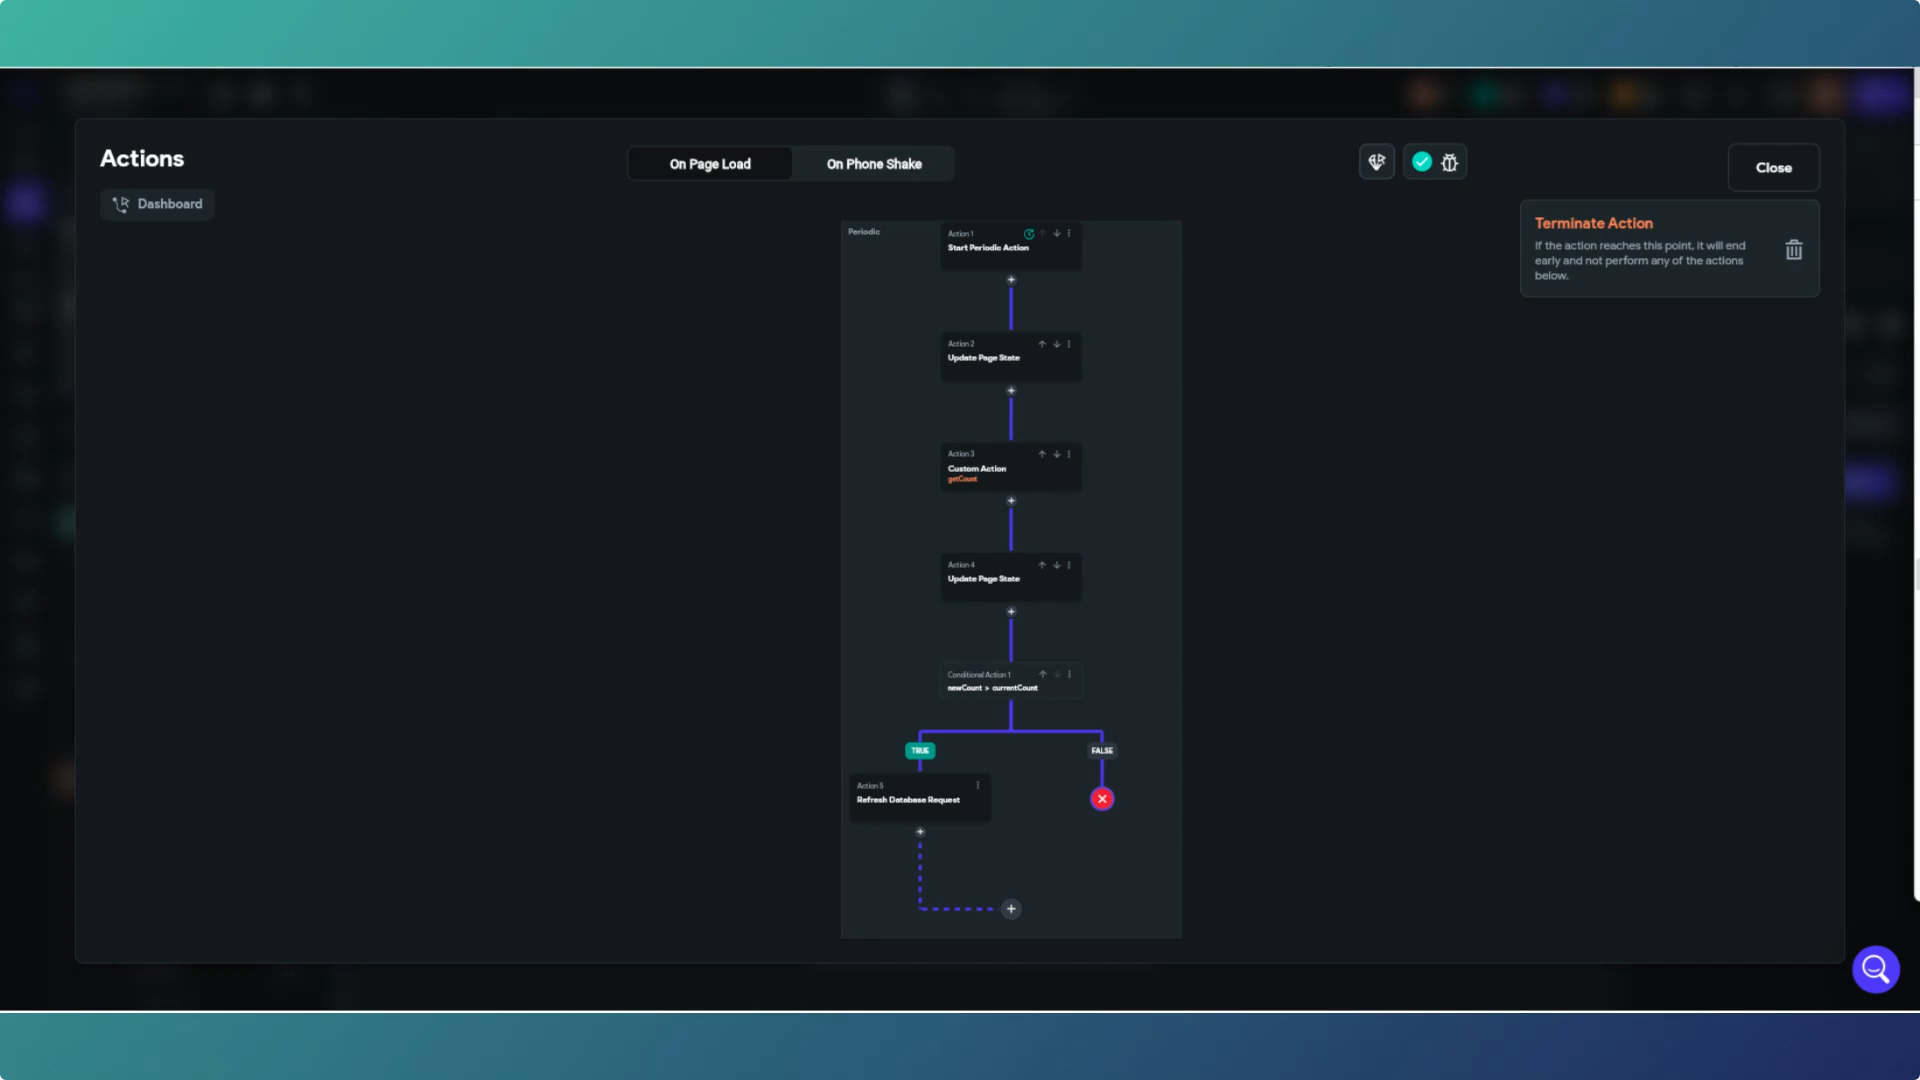 Actions
On Page Load
On Phone Shake
Close
Dashboard
Terminate Action
If the action reaches this point, it will end
early and not perform any of the actions
below.
Periodic
Action 1
Start Periodic Action
Action 2
Update Page State
Action 3
Custom Action
getCount
Action 4
Update Page State
Conditional Action 1
newCount > currentCount
TRUE
FALSE
Action 5
Refresh Database Request